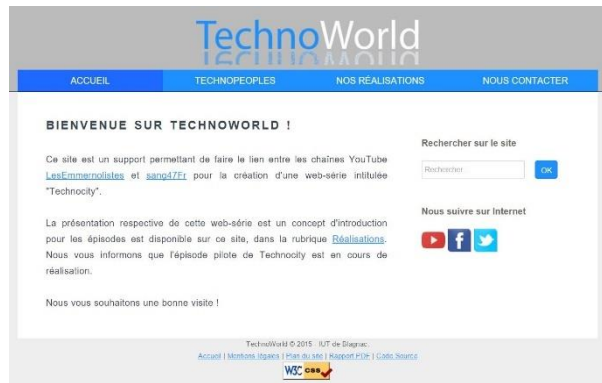 TechnoWorld
ACCUEIL TECHNOPEOPLES NOS RÉALISATIONS NOUS CONTACTER
BIENVENUE SUR TECHNOWORLD !
Ce site est un support permettant de faire le lien entre les chaînes YouTube
LesEmmernolistes et sang47Fr pour la création d'une web-série intitulée
"Technocity".
La présentation respective de cette web-série est un concept d'introduction
pour les épisodes est disponible sur ce site, dans la rubrique Réalisations.
Nous vous informons que l'épisode pilote de Technocity est en cours de
réalisation.
Nous vous souhaitons une bonne visite !
Rechercher sur le site
Rechercher... OK
Nous suivre sur Internet
TechnoWorld © 2015 - IUT de Blagnac.
Accueil | Mentions légales | Plan du site | Rapport PDF | Code Source
W3C css